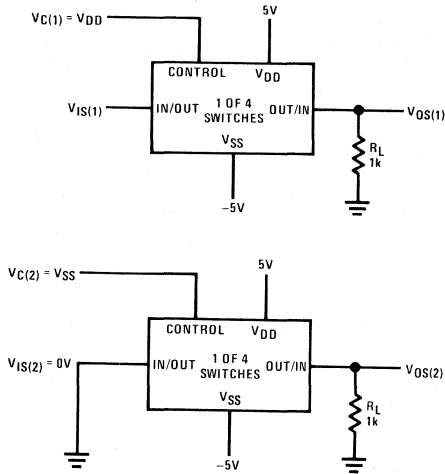 VC(1) = VDD
5V
CONTROL VDD
VIS(1)
IN/OUT
1 OF 4
SWITCHES
OUT/IN
VOS(1)
VSS
RL
1k
–5V
VC(2) = VSS
5V
CONTROL VDD
VIS(2) = 0V
IN/OUT
1 OF 4
SWITCHES
OUT/IN
VOS(2)
VSS
RL
1k
–5V